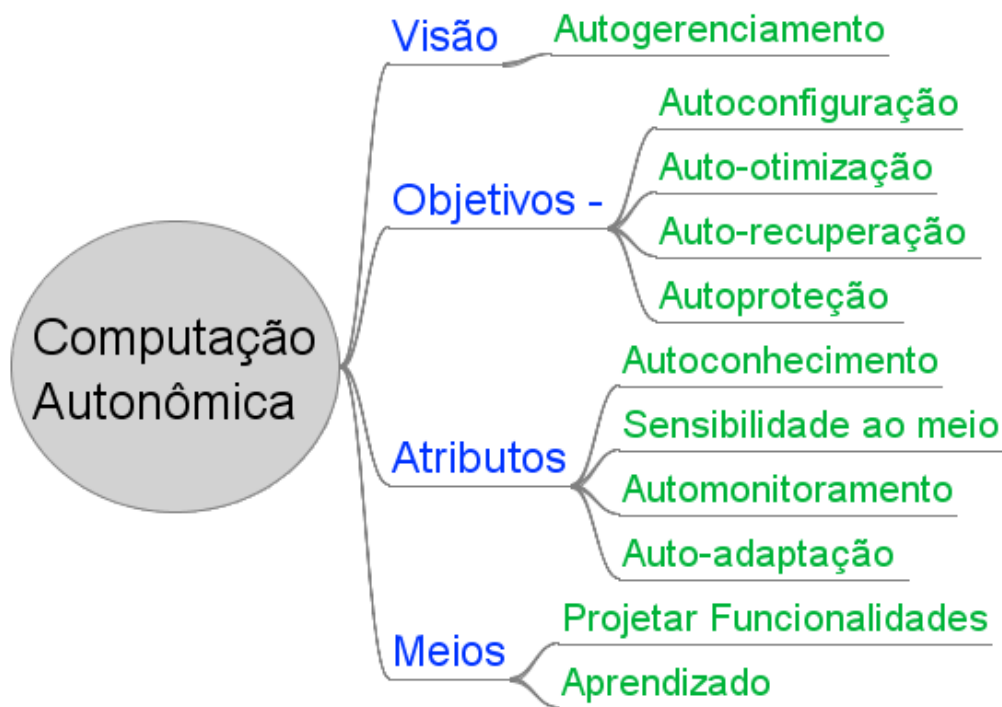 Computação
Autonômica
Visão
Autogerenciamento
Objetivos -
Autoconfiguração
Auto-otimização
Auto-recuperação
Autoproteção
Atributos
Autoconhecimento
Sensibilidade ao meio
Automonitoramento
Auto-adaptação
Meios
Projetar Funcionalidades
Aprendizado